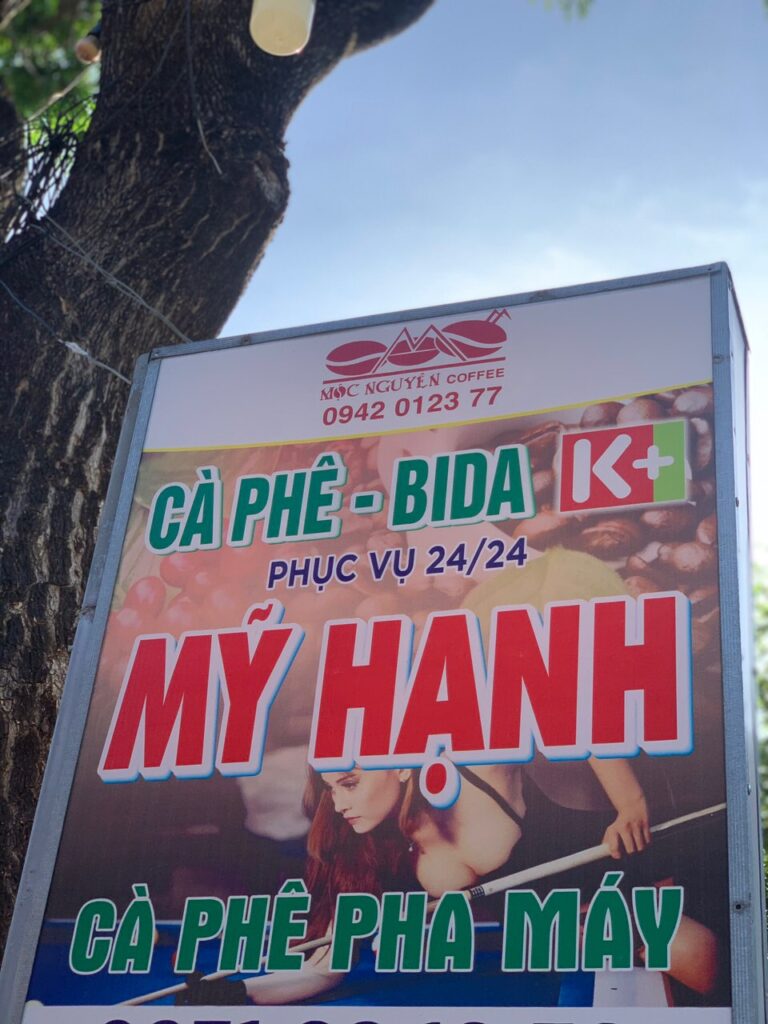 MỘC NGUYÊN COFFEE
0942 0123 77
CÀ PHÊ - BIDA K+
PHỤC VỤ 24/24
MỸ HẠNH
CÀ PHÊ PHA MÁY